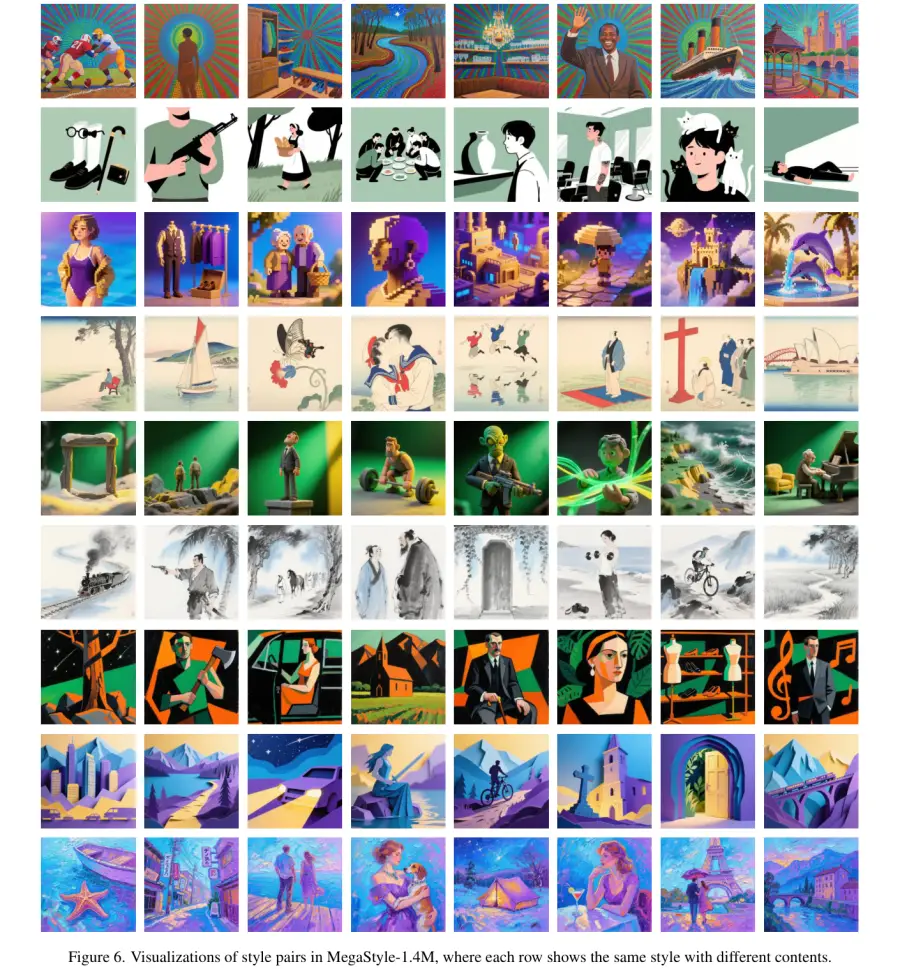 Figure 6. Visualizations of style pairs in MegaStyle-1.4M, where each row shows the same style with different contents.